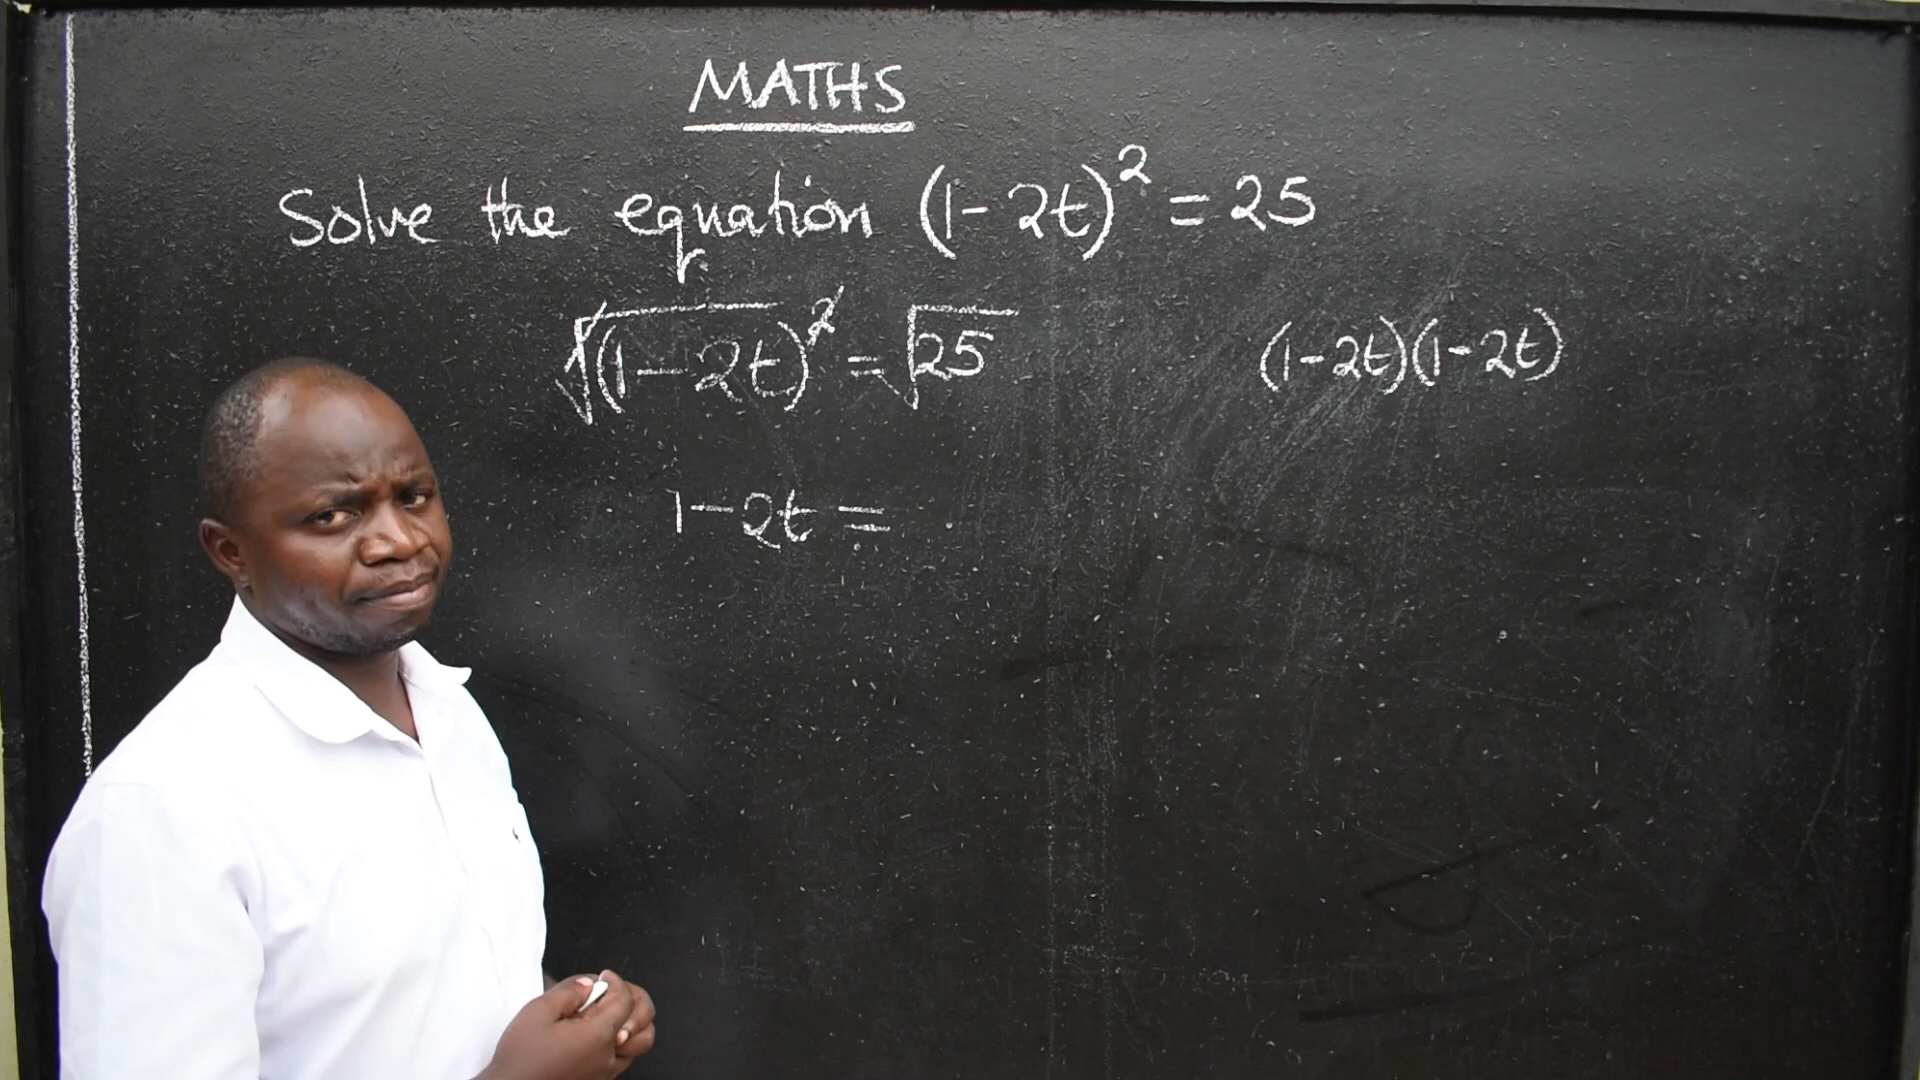 MATHS
Solve the equation (1-2t)² = 25
√(1-2t)² = √25
(1-2t)(1-2t)
1-2t =